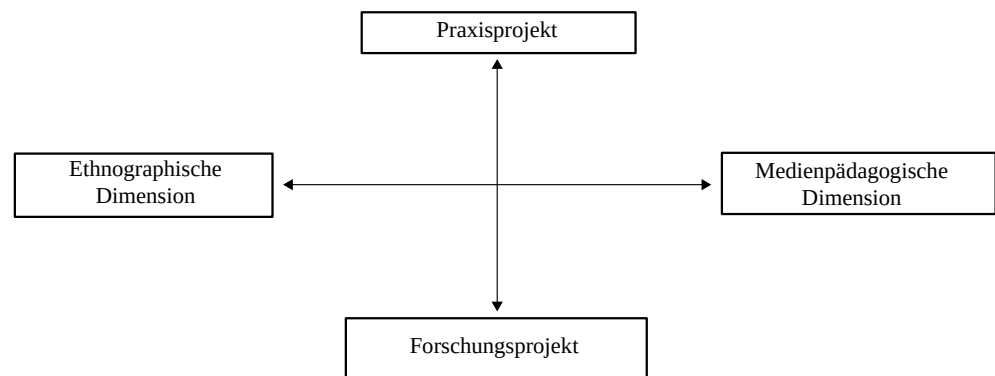 Praxisprojekt
Ethnographische
Dimension
Medienpädagogische
Dimension
Forschungsprojekt